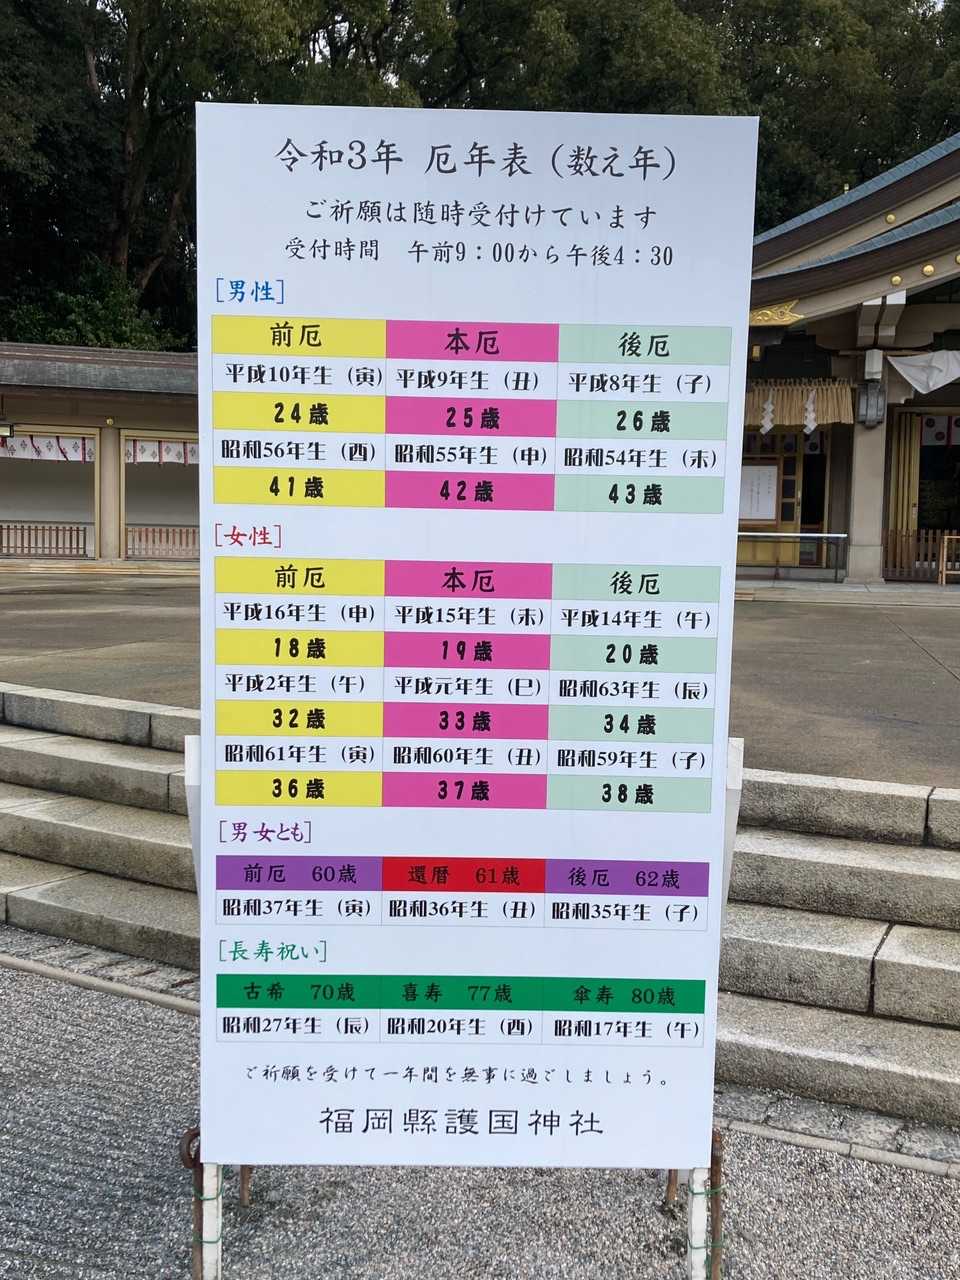 令和3年 厄年表（数え年）
ご祈願は随時受付けています
受付時間 午前9：00から午後4：30
［男性］
前厄 本厄 後厄
平成10年生（寅） 平成9年生（丑） 平成8年生（子）
24歳 25歳 26歳
昭和56年生（酉） 昭和55年生（申） 昭和54年生（未）
41歳 42歳 43歳
［女性］
前厄 本厄 後厄
平成16年生（申） 平成15年生（未） 平成14年生（午）
18歳 19歳 20歳
平成2年生（午） 平成元年生（巳） 昭和63年生（辰）
32歳 33歳 34歳
昭和61年生（寅） 昭和60年生（丑） 昭和59年生（子）
36歳 37歳 38歳
［男女とも］
前厄 60歳 還暦 61歳 後厄 62歳
昭和37年生（寅） 昭和36年生（丑） 昭和35年生（子）
［長寿祝い］
古希 70歳 喜寿 77歳 傘寿 80歳
昭和27年生（辰） 昭和20年生（酉） 昭和17年生（午）
ご祈願を受けて一年間を無事に過ごしましょう。
福岡縣護国神社